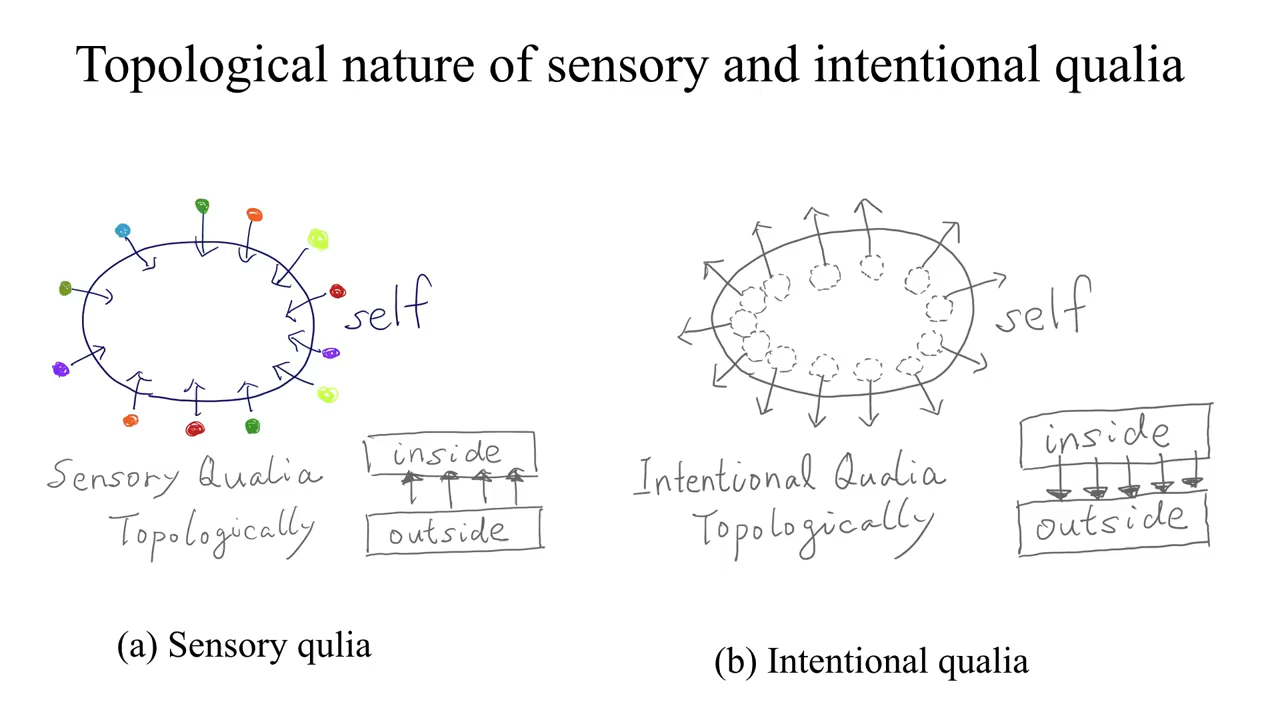 Topological nature of sensory and intentional qualia
self
Sensory Qualia
Topologically
inside
outside
(a) Sensory qulia
self
Intentional Qualia
Topologically
inside
outside
(b) Intentional qualia